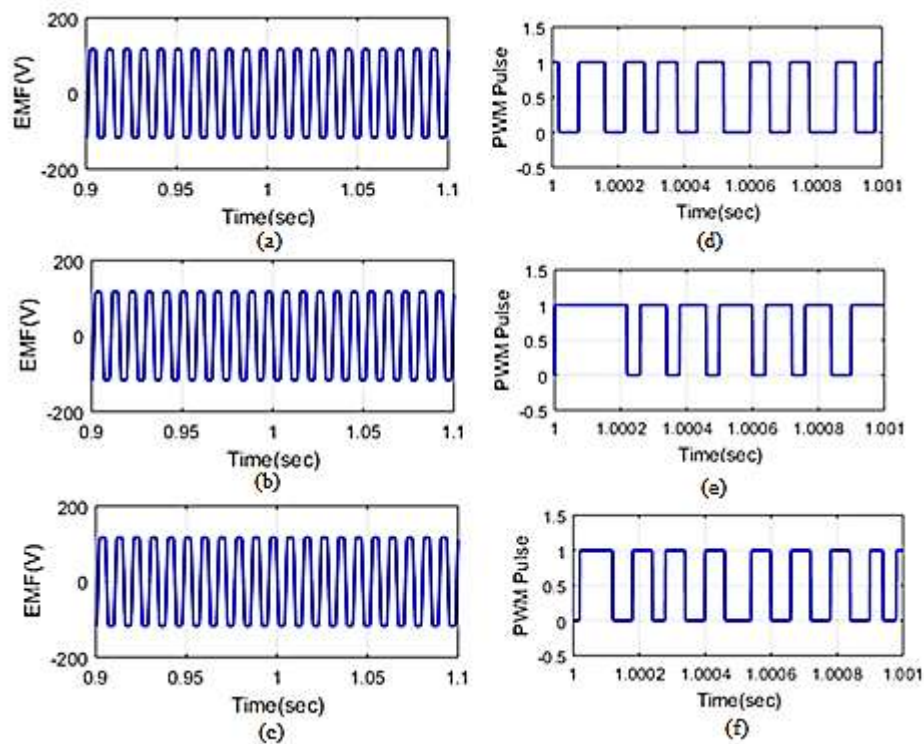 200
0
-200
EMF(V)
0.9 0.95 1 1.05 1.1
Time(sec)
(a)
1.5
1
0.5
0
-0.5
PWM Pulse
1 1.0002 1.0004 1.0006 1.0008 1.001
Time(sec)
(d)
200
0
-200
EMF(V)
0.9 0.95 1 1.05 1.1
Time(sec)
(b)
1.5
1
0.5
0
-0.5
PWM Pulse
1 1.0002 1.0004 1.0006 1.0008 1.001
Time(sec)
(e)
200
0
-200
EMF(V)
0.9 0.95 1 1.05 1.1
Time(sec)
(c)
1.5
1
0.5
0
-0.5
PWM Pulse
1 1.0002 1.0004 1.0006 1.0008 1.001
Time(sec)
(f)